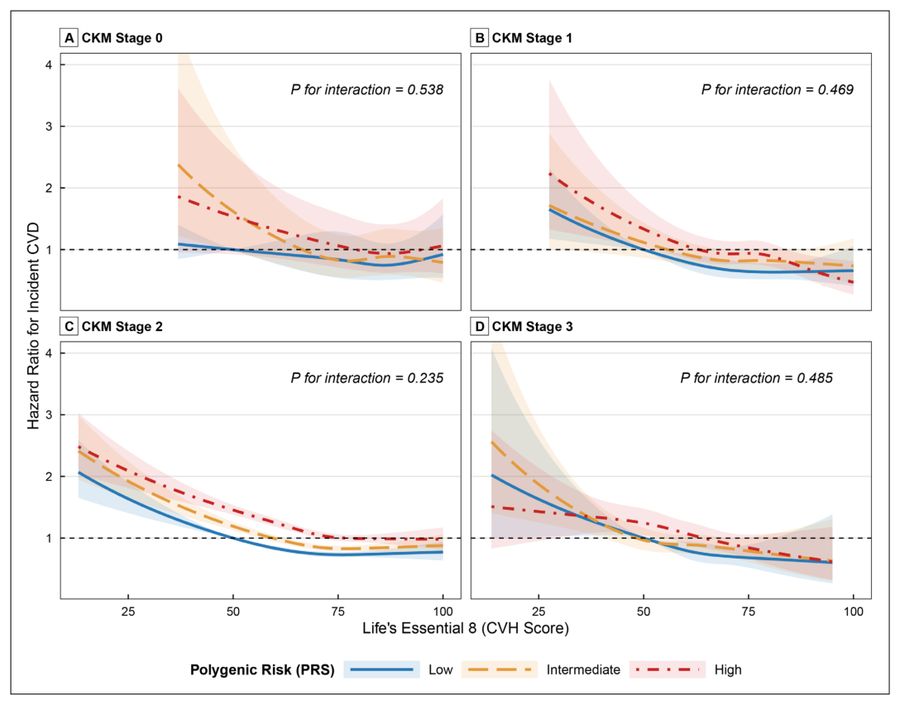 A CKM Stage 0
B CKM Stage 1
4
3
2
1
P for interaction = 0.538
P for interaction = 0.469
Hazard Ratio for Incident CVD
C CKM Stage 2
D CKM Stage 3
4
3
2
1
P for interaction = 0.235
P for interaction = 0.485
25 50 75 100
25 50 75 100
Life's Essential 8 (CVH Score)
Polygenic Risk (PRS) Low Intermediate High